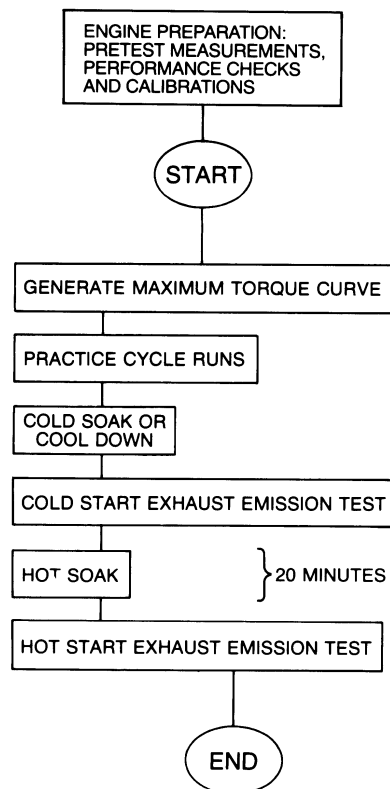 ENGINE PREPARATION:
PRETEST MEASUREMENTS,
PERFORMANCE CHECKS
AND CALIBRATIONS
START
GENERATE MAXIMUM TORQUE CURVE
PRACTICE CYCLE RUNS
COLD SOAK OR
COOL DOWN
COLD START EXHAUST EMISSION TEST
HOT SOAK
20 MINUTES
HOT START EXHAUST EMISSION TEST
END